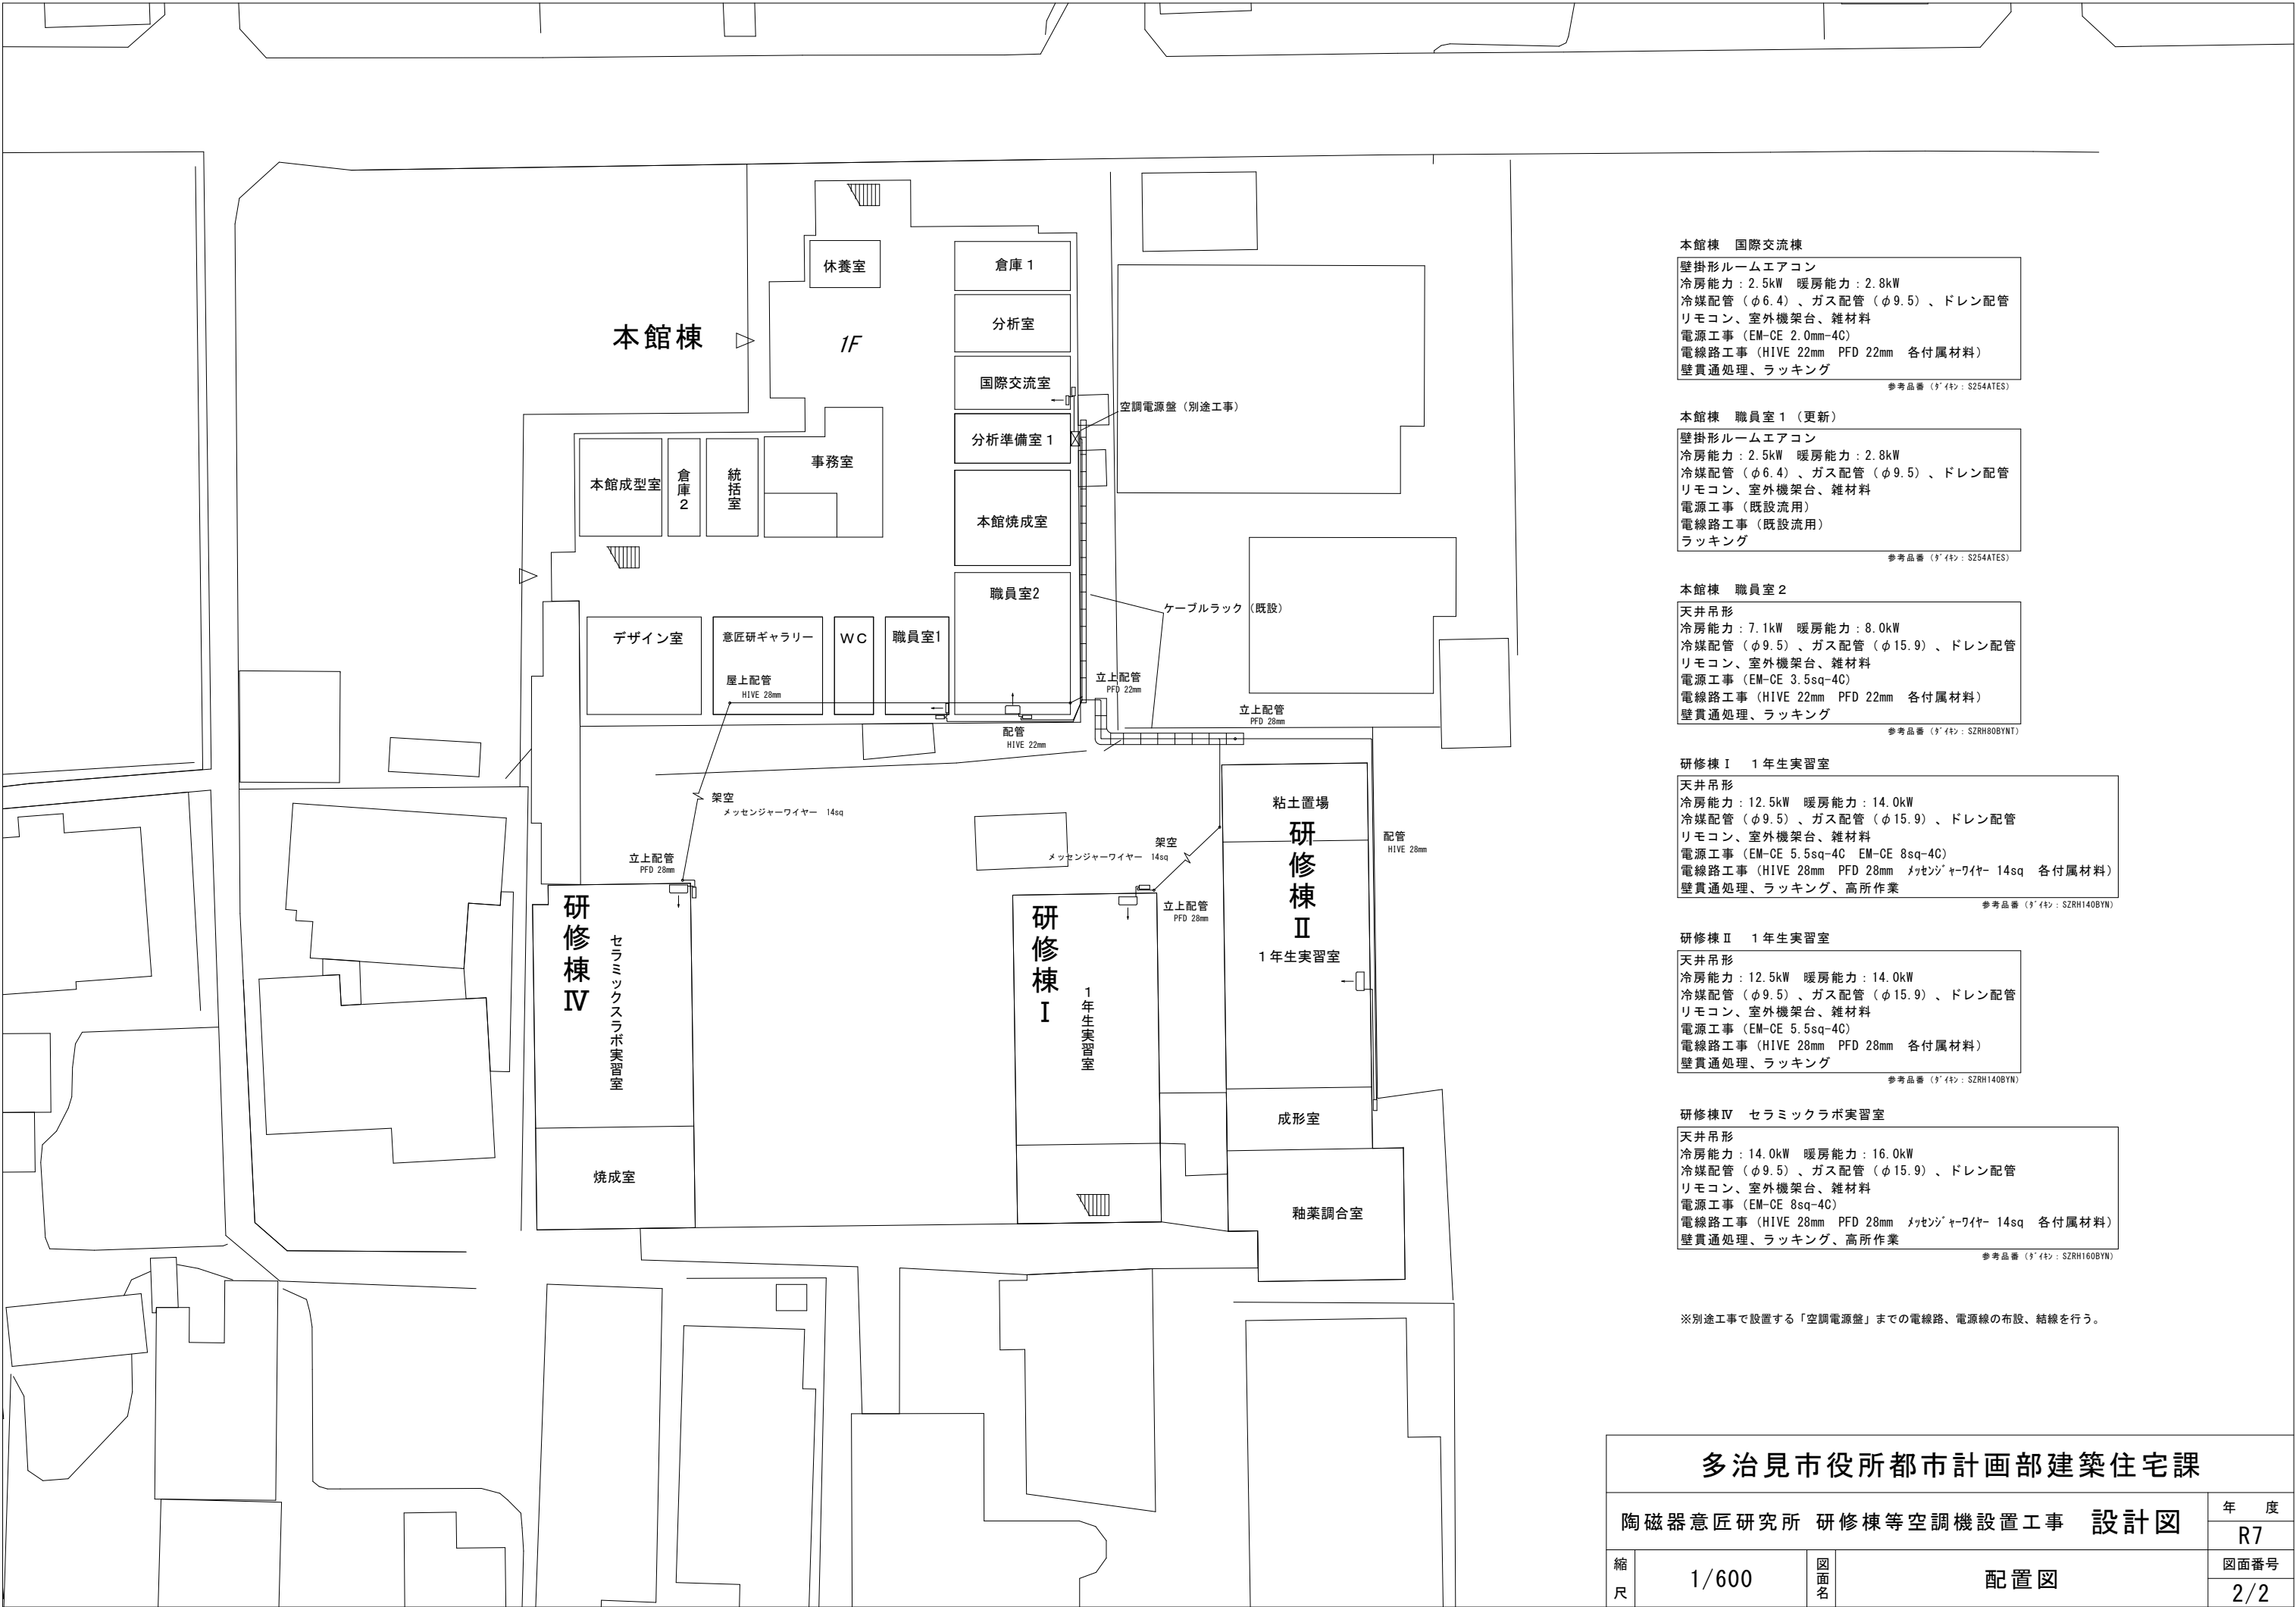 本館棟
1F
休養室
倉庫１
分析室
国際交流室
分析準備室１
空調電源盤（別途工事）
本館成型室
倉庫２
統括室
事務室
本館焼成室
職員室2
デザイン室
意匠研ギャラリー
ＷＣ
職員室1
ケーブルラック（既設）
屋上配管
HIVE 28mm
立上配管
PFD 22mm
立上配管
PFD 28mm
配管
HIVE 22mm
架空
メッセンジャーワイヤー 14sq
立上配管
PFD 28mm
架空
メッセンジャーワイヤー 14sq
立上配管
PFD 28mm
配管
HIVE 28mm
研修棟Ⅳ
セラミックスラボ実習室
焼成室
研修棟Ⅰ
１年生実習室
粘土置場
研修棟Ⅱ
１年生実習室
成形室
釉薬調合室
本館棟 国際交流棟
壁掛形ルームエアコン
冷房能力：2.5kW 暖房能力：2.8kW
冷媒配管（φ6.4）、ガス配管（φ9.5）、ドレン配管
リモコン、室外機架台、雑材料
電源工事（EM-CE 2.0mm-4C）
電線路工事（HIVE 22mm PFD 22mm 各付属材料）
壁貫通処理、ラッキング
参考品番（ﾀﾞｲｷﾝ：S254ATES）
本館棟 職員室１（更新）
壁掛形ルームエアコン
冷房能力：2.5kW 暖房能力：2.8kW
冷媒配管（φ6.4）、ガス配管（φ9.5）、ドレン配管
リモコン、室外機架台、雑材料
電源工事（既設流用）
電線路工事（既設流用）
ラッキング
参考品番（ﾀﾞｲｷﾝ：S254ATES）
本館棟 職員室２
天井吊形
冷房能力：7.1kW 暖房能力：8.0kW
冷媒配管（φ9.5）、ガス配管（φ15.9）、ドレン配管
リモコン、室外機架台、雑材料
電源工事（EM-CE 3.5sq-4C）
電線路工事（HIVE 22mm PFD 22mm 各付属材料）
壁貫通処理、ラッキング
参考品番（ﾀﾞｲｷﾝ：SZRH80BYNT）
研修棟Ⅰ １年生実習室
天井吊形
冷房能力：12.5kW 暖房能力：14.0kW
冷媒配管（φ9.5）、ガス配管（φ15.9）、ドレン配管
リモコン、室外機架台、雑材料
電源工事（EM-CE 5.5sq-4C EM-CE 8sq-4C）
電線路工事（HIVE 28mm PFD 28mm ﾒｯｾﾝｼﾞｬｰﾜｲﾔｰ 14sq 各付属材料）
壁貫通処理、ラッキング、高所作業
参考品番（ﾀﾞｲｷﾝ：SZRH140BYN）
研修棟Ⅱ １年生実習室
天井吊形
冷房能力：12.5kW 暖房能力：14.0kW
冷媒配管（φ9.5）、ガス配管（φ15.9）、ドレン配管
リモコン、室外機架台、雑材料
電源工事（EM-CE 5.5sq-4C）
電線路工事（HIVE 28mm PFD 28mm 各付属材料）
壁貫通処理、ラッキング
参考品番（ﾀﾞｲｷﾝ：SZRH140BYN）
研修棟Ⅳ セラミックラボ実習室
天井吊形
冷房能力：14.0kW 暖房能力：16.0kW
冷媒配管（φ9.5）、ガス配管（φ15.9）、ドレン配管
リモコン、室外機架台、雑材料
電源工事（EM-CE 8sq-4C）
電線路工事（HIVE 28mm PFD 28mm ﾒｯｾﾝｼﾞｬｰﾜｲﾔｰ 14sq 各付属材料）
壁貫通処理、ラッキング、高所作業
参考品番（ﾀﾞｲｷﾝ：SZRH160BYN）
※別途工事で設置する「空調電源盤」までの電線路、電源線の布設、結線を行う。
多治見市役所都市計画部建築住宅課
陶磁器意匠研究所 研修棟等空調機設置工事 設計図
年 度
R7
縮尺
1/600
図面名
配置図
図面番号
2/2